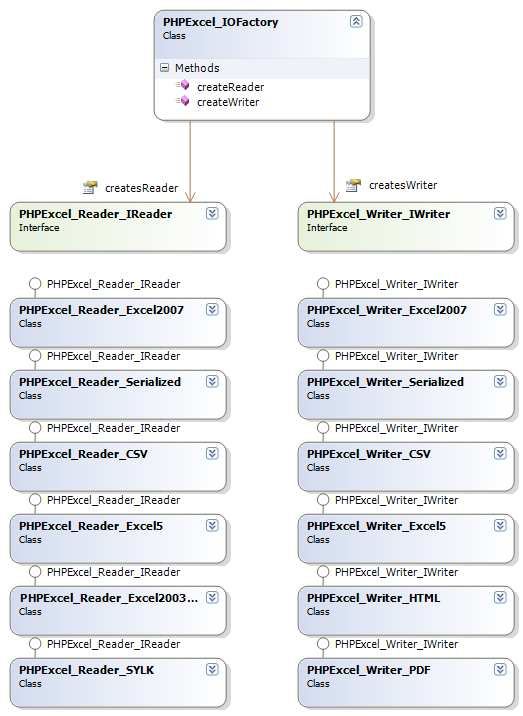 PHPExcel_IOFactory
Class
Methods
createReader
createWriter
createsReader
createsWriter
PHPExcel_Reader_IReader
Interface
PHPExcel_Writer_IWriter
Interface
PHPExcel_Reader_IReader
PHPExcel_Reader_Excel2007
Class
PHPExcel_Reader_IReader
PHPExcel_Reader_Serialized
Class
PHPExcel_Reader_IReader
PHPExcel_Reader_CSV
Class
PHPExcel_Reader_IReader
PHPExcel_Reader_Excel5
Class
PHPExcel_Reader_IReader
PHPExcel_Reader_Excel2003...
Class
PHPExcel_Reader_IReader
PHPExcel_Reader_SYLK
Class
PHPExcel_Writer_IWriter
PHPExcel_Writer_Excel2007
Class
PHPExcel_Writer_IWriter
PHPExcel_Writer_Serialized
Class
PHPExcel_Writer_IWriter
PHPExcel_Writer_CSV
Class
PHPExcel_Writer_IWriter
PHPExcel_Writer_Excel5
Class
PHPExcel_Writer_IWriter
PHPExcel_Writer_HTML
Class
PHPExcel_Writer_IWriter
PHPExcel_Writer_PDF
Class